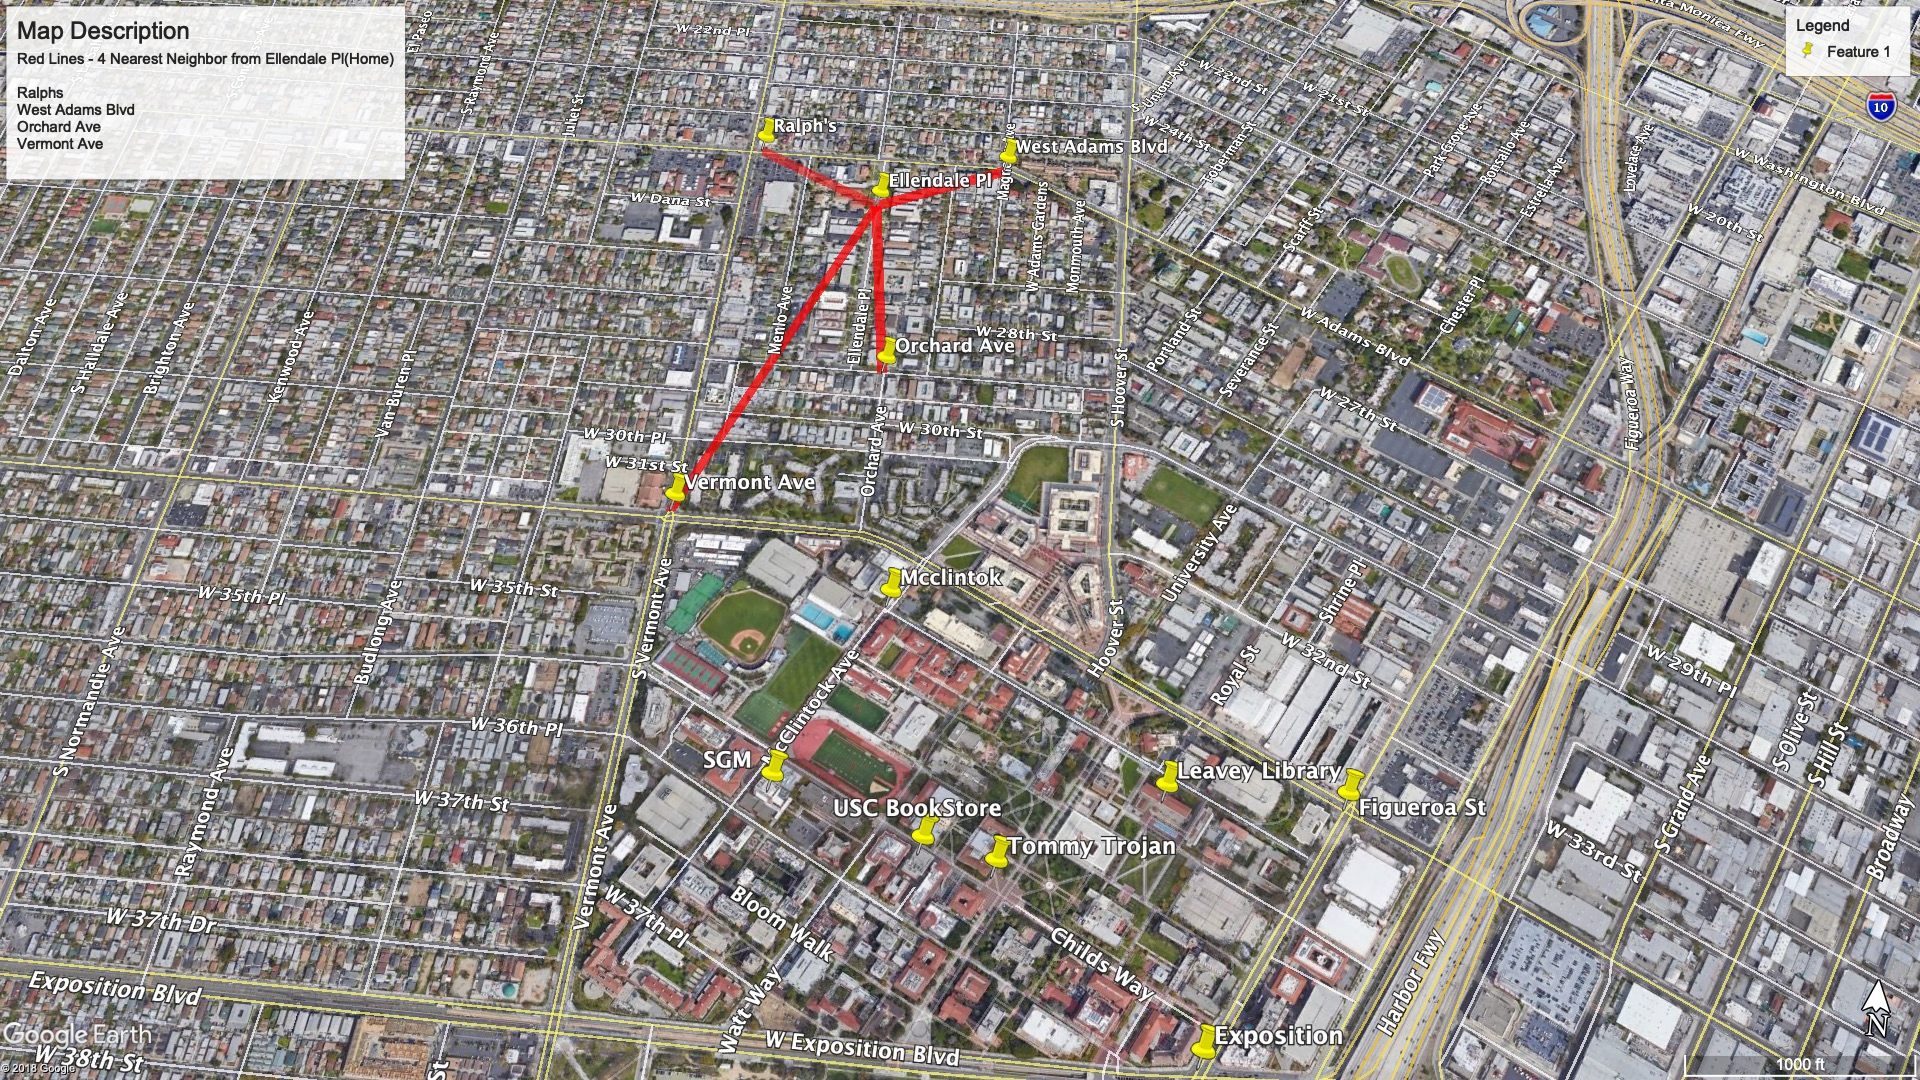 Map Description
Red Lines - 4 Nearest Neighbor from Ellendale Pl(Home)
Ralphs
West Adams Blvd
Orchard Ave
Vermont Ave
Legend
Feature 1
10
W 22nd Pl
El Paseo
S Raymond Ave
Juliet St
S Union Ave
W 22nd St
W 21st St
W 24th St
Toberman St
Park Grove Ave
Bonsallo Ave
Estrella Ave
Lovelace Ave
W Washington Blvd
W 20th St
Ralph's
West Adams Blvd
Ellendale Pl
W Dana St
W Adams Gardens
Monmouth Ave
Scarff St
Chester Pl
Dalton Ave
S Halldale Ave
Brighton Ave
Kenwood Ave
Van Buren Pl
Menlo Ave
Ellendale Pl
W 28th St
Orchard Ave
S Hoover St
Portland St
Severance St
W Adams Blvd
W 27th St
Figueroa Way
W 30th Pl
W 31st St
W 30th St
Orchard Ave
Vermont Ave
University Ave
Mcclintok
W 35th Pl
W 35th St
Budlong Ave
S Vermont Ave
Hoover St
Shrine Pl
W 32nd St
Royal St
W 29th Pl
S Normandie Ave
W 36th Pl
McClintock Ave
SGM
Leavey Library
Figueroa St
S Olive St
S Hill St
Raymond Ave
W 37th St
USC BookStore
Tommy Trojan
S Grand Ave
W 33rd St
Broadway
Vermont Ave
W 37th Dr
W 37th Pl
Bloom Walk
Childs Way
Harbor Fwy
Exposition Blvd
Watt Way
W Exposition Blvd
Exposition
N
Google Earth
W 38th St
St
© 2018 Google
1000 ft